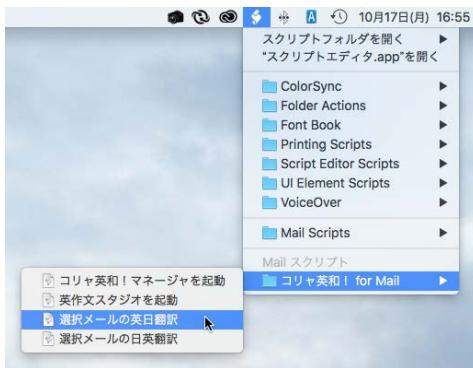 A 10月17日(月) 16:55
スクリプトフォルダを開く
“スクリプトエディタ.app”を開く
ColorSync
Folder Actions
Font Book
Printing Scripts
Script Editor Scripts
UI Element Scripts
VoiceOver
Mail Scripts
Mail スクリプト
コリャ英和！ for Mail
コリャ英和！マネージャを起動
英作文スタジオを起動
選択メールの英日翻訳
選択メールの日英翻訳